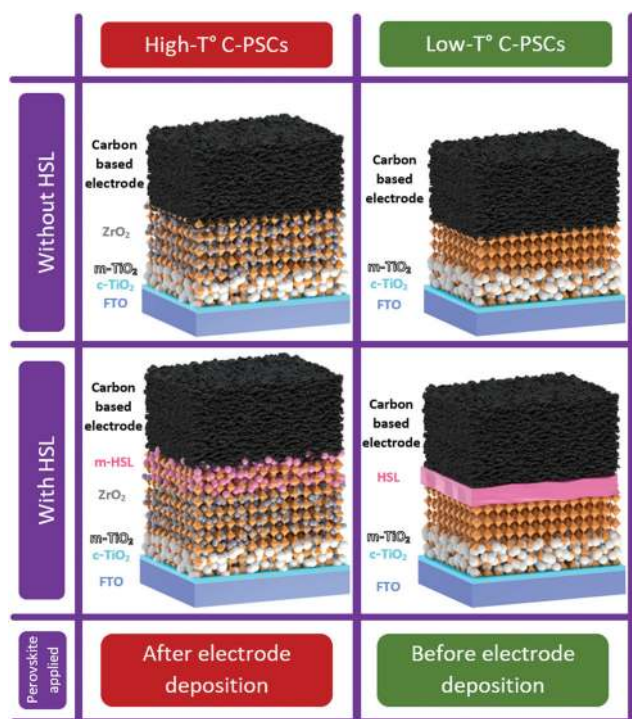 High-T° C-PSCs
Low-T° C-PSCs
Without HSL
Carbon
based
electrode
ZrO₂
m-TiO₂
c-TiO₂
FTO
Carbon
based
electrode
m-TiO₂
c-TiO₂
FTO
With HSL
Carbon
based
electrode
m-HSL
ZrO₂
m-TiO₂
c-TiO₂
FTO
Carbon
based
electrode
HSL
m-TiO₂
c-TiO₂
FTO
Perovskite
applied
After electrode
deposition
Before electrode
deposition